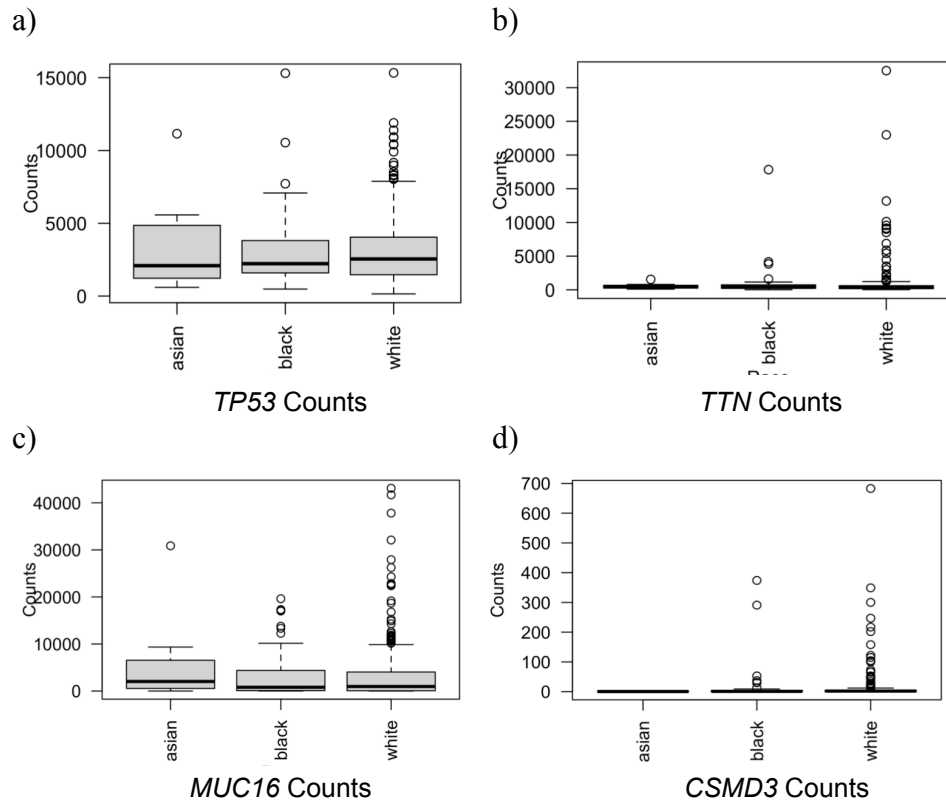 a)
15000
10000
5000
0
Counts
asian
black
white
TP53 Counts
b)
30000
25000
20000
15000
10000
5000
0
Counts
asian
black
white
TTN Counts
c)
40000
30000
20000
10000
0
Counts
asian
black
white
MUC16 Counts
d)
700
600
500
400
300
200
100
0
Counts
asian
black
white
CSMD3 Counts